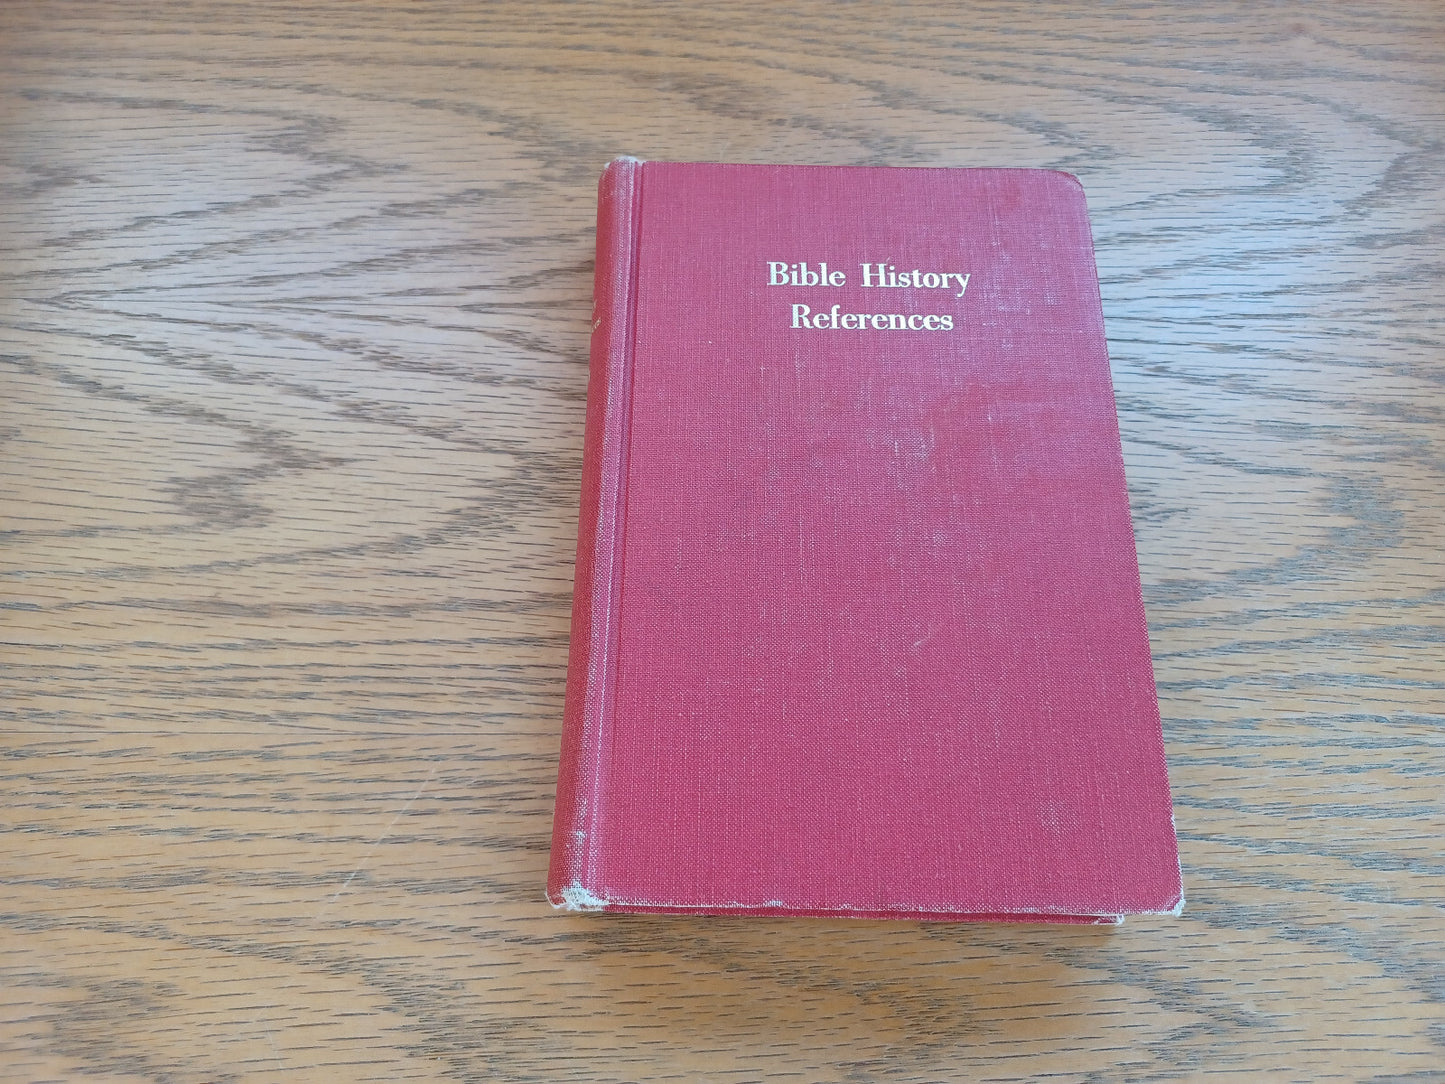 Bible History
References